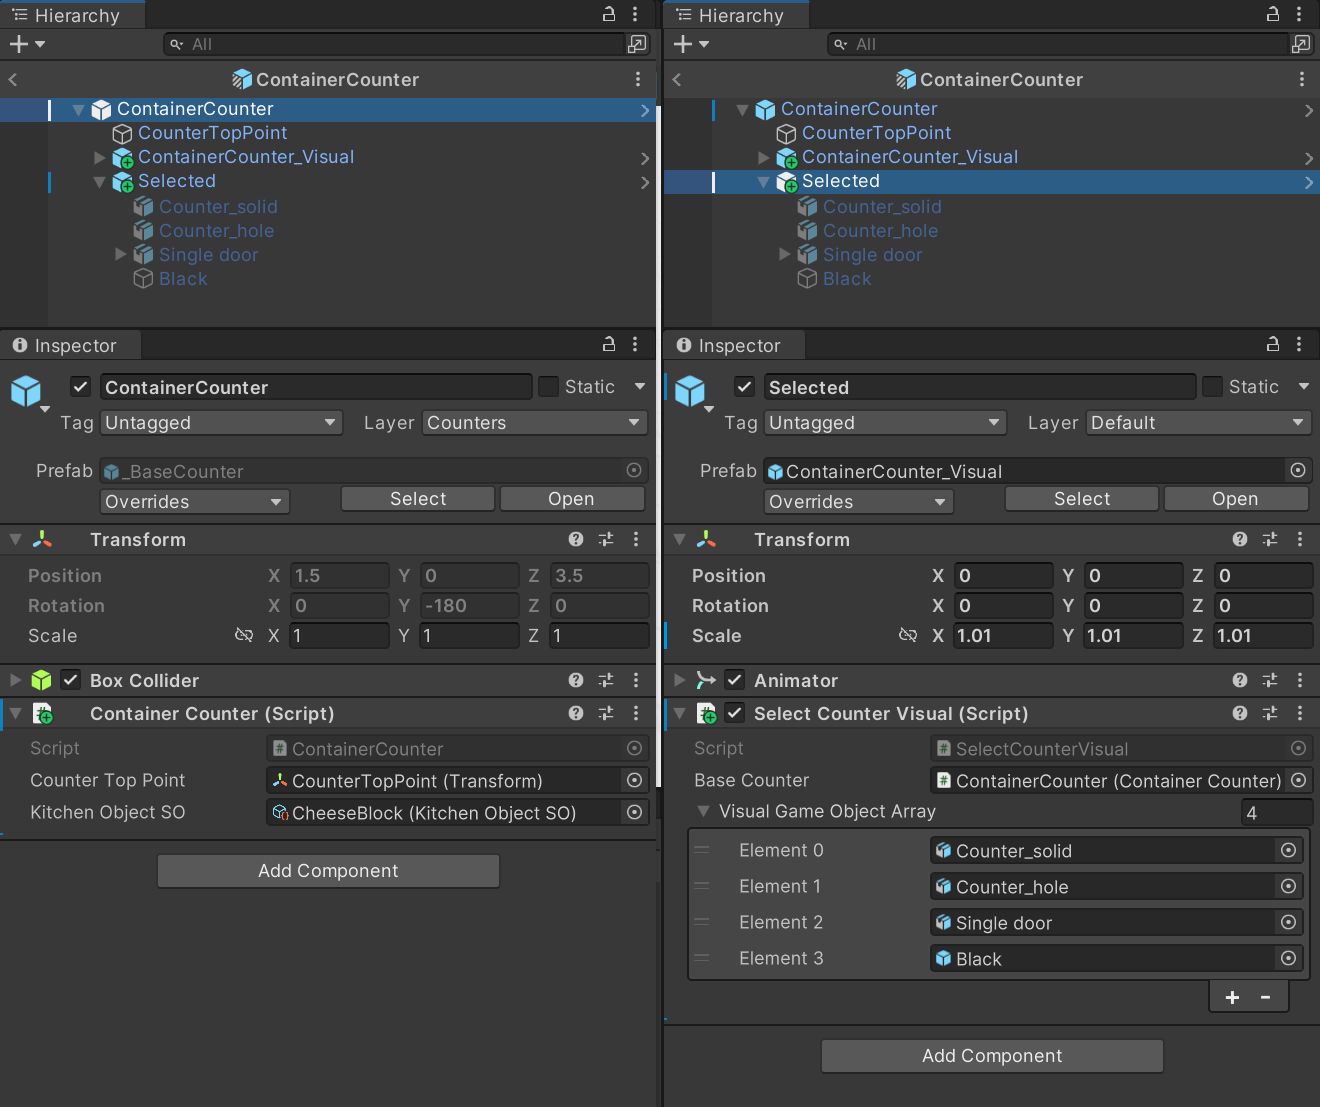 Hierarchy
All
ContainerCounter
ContainerCounter
CounterTopPoint
ContainerCounter_Visual
Selected
Counter_solid
Counter_hole
Single door
Black
Inspector
ContainerCounter Static
Tag Untagged Layer Counters
Prefab _BaseCounter
Overrides Select Open
Transform
Position X 1.5 Y 0 Z 3.5
Rotation X 0 Y -180 Z 0
Scale X 1 Y 1 Z 1
Box Collider
Container Counter (Script)
Script # ContainerCounter
Counter Top Point CounterTopPoint (Transform)
Kitchen Object SO CheeseBlock (Kitchen Object SO)
Add Component
Hierarchy
All
ContainerCounter
ContainerCounter
CounterTopPoint
ContainerCounter_Visual
Selected
Counter_solid
Counter_hole
Single door
Black
Inspector
Selected Static
Tag Untagged Layer Default
Prefab ContainerCounter_Visual
Overrides Select Open
Transform
Position X 0 Y 0 Z 0
Rotation X 0 Y 0 Z 0
Scale X 1.01 Y 1.01 Z 1.01
Animator
Select Counter Visual (Script)
Script # SelectCounterVisual
Base Counter # ContainerCounter (Container Counter)
Visual Game Object Array 4
Element 0 Counter_solid
Element 1 Counter_hole
Element 2 Single door
Element 3 Black
+ -
Add Component